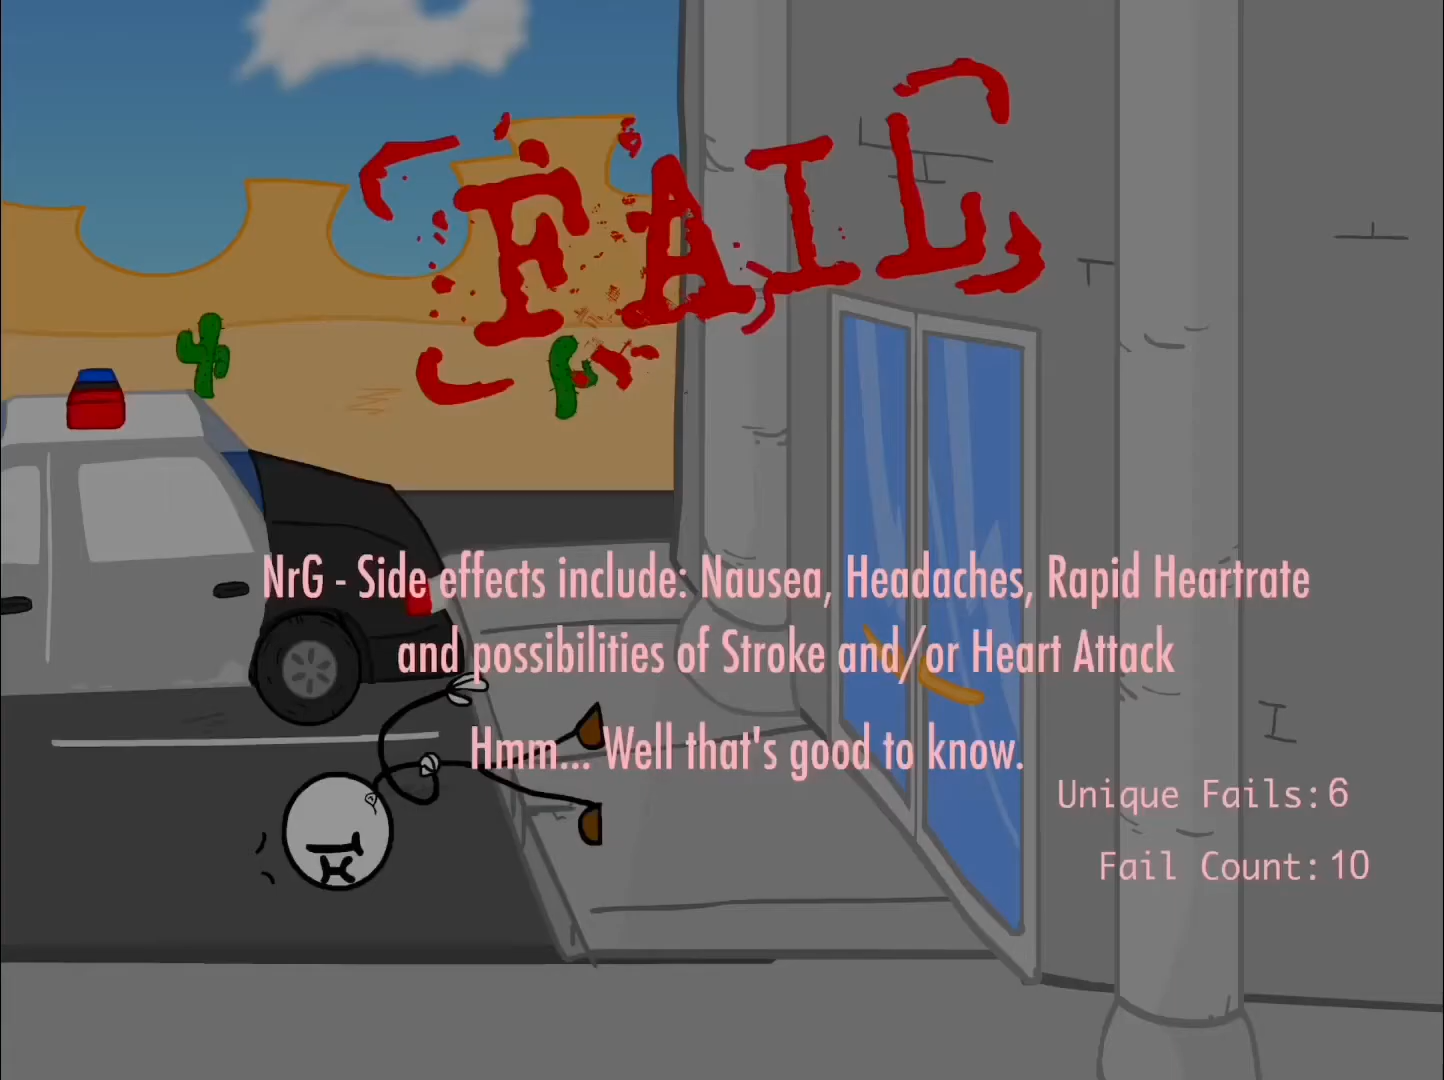 FAIL
NrG - Side effects include: Nausea, Headaches, Rapid Heartrate
and possibilities of Stroke and/or Heart Attack
Hmm... Well that's good to know.
Unique Fails: 6
Fail Count: 10